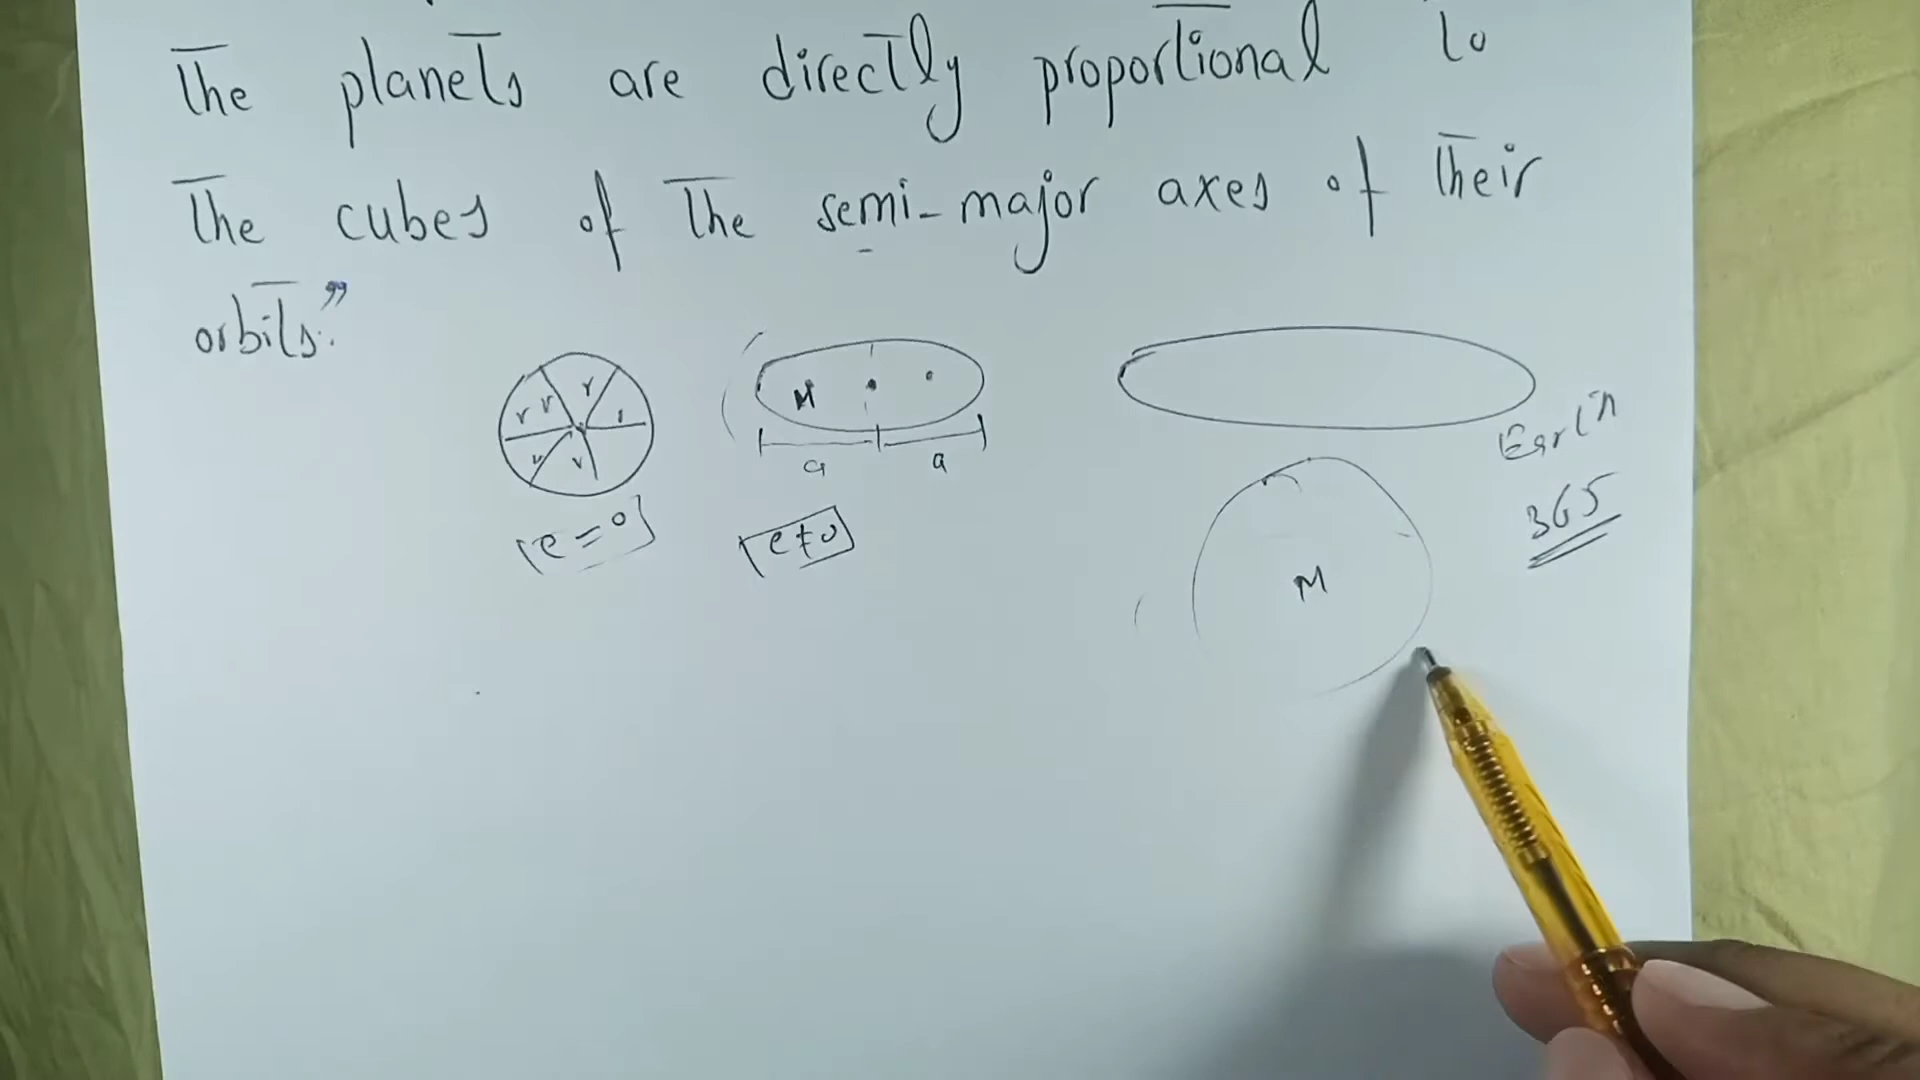 The planets are directly proportional to
the cubes of the semi-major axes of their
orbits."
r r r r
r r
M
a a
e=0
e≠0
Earth
365
M